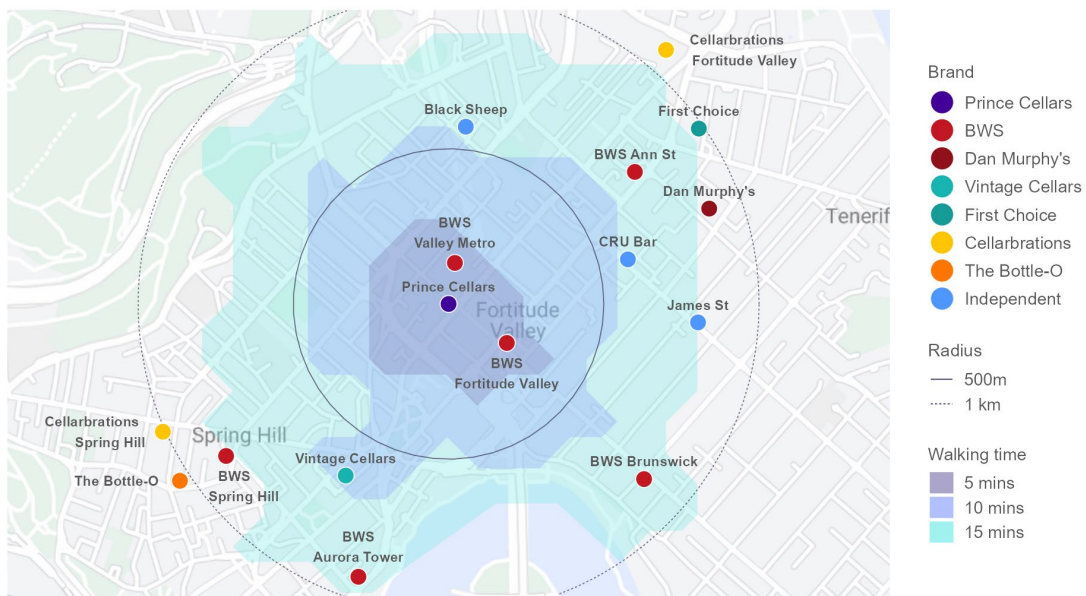 Cellarbrations
Fortitude Valley
Black Sheep
First Choice
BWS Ann St
Dan Murphy's
Tenerif
BWS
Valley Metro
CRU Bar
Prince Cellars
Fortitude
Valley
James St
BWS
Fortitude Valley
Cellarbrations
Spring Hill
Spring Hill
The Bottle-O
BWS
Spring Hill
Vintage Cellars
BWS Brunswick
BWS
Aurora Tower
Brand
Prince Cellars
BWS
Dan Murphy's
Vintage Cellars
First Choice
Cellarbrations
The Bottle-O
Independent
Radius
500m
1 km
Walking time
5 mins
10 mins
15 mins